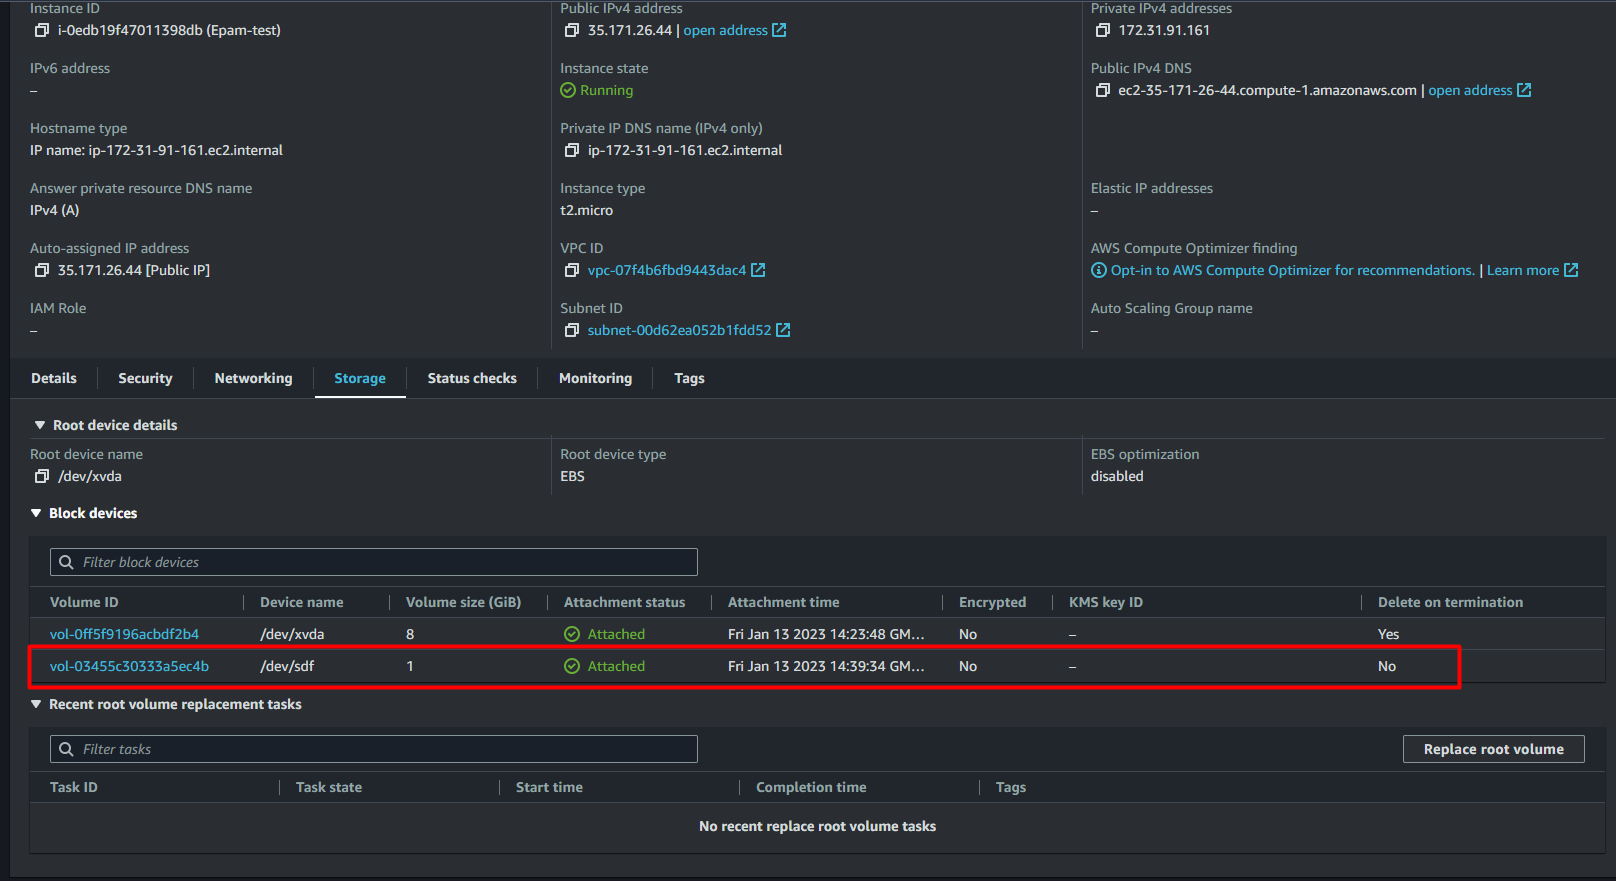 Instance ID
i-0edb19f47011398db (Epam-test)
Public IPv4 address
35.171.26.44 | open address
Private IPv4 addresses
172.31.91.161
IPv6 address
–
Instance state
Running
Public IPv4 DNS
ec2-35-171-26-44.compute-1.amazonaws.com | open address
Hostname type
IP name: ip-172-31-91-161.ec2.internal
Private IP DNS name (IPv4 only)
ip-172-31-91-161.ec2.internal
Answer private resource DNS name
IPv4 (A)
Instance type
t2.micro
Elastic IP addresses
–
Auto-assigned IP address
35.171.26.44 [Public IP]
VPC ID
vpc-07f4b6fbd9443dac4
AWS Compute Optimizer finding
Opt-in to AWS Compute Optimizer for recommendations. | Learn more
IAM Role
–
Subnet ID
subnet-00d62ea052b1fdd52
Auto Scaling Group name
–
Details Security Networking Storage Status checks Monitoring Tags
Root device details
Root device name
/dev/xvda
Root device type
EBS
EBS optimization
disabled
Block devices
Filter block devices
Volume ID Device name Volume size (GiB) Attachment status Attachment time Encrypted KMS key ID Delete on termination
vol-0ff5f9196acbdf2b4 /dev/xvda 8 Attached Fri Jan 13 2023 14:23:48 GM... No – Yes
vol-03455c30333a5ec4b /dev/sdf 1 Attached Fri Jan 13 2023 14:39:34 GM... No – No
Recent root volume replacement tasks
Filter tasks
Replace root volume
Task ID Task state Start time Completion time Tags
No recent replace root volume tasks